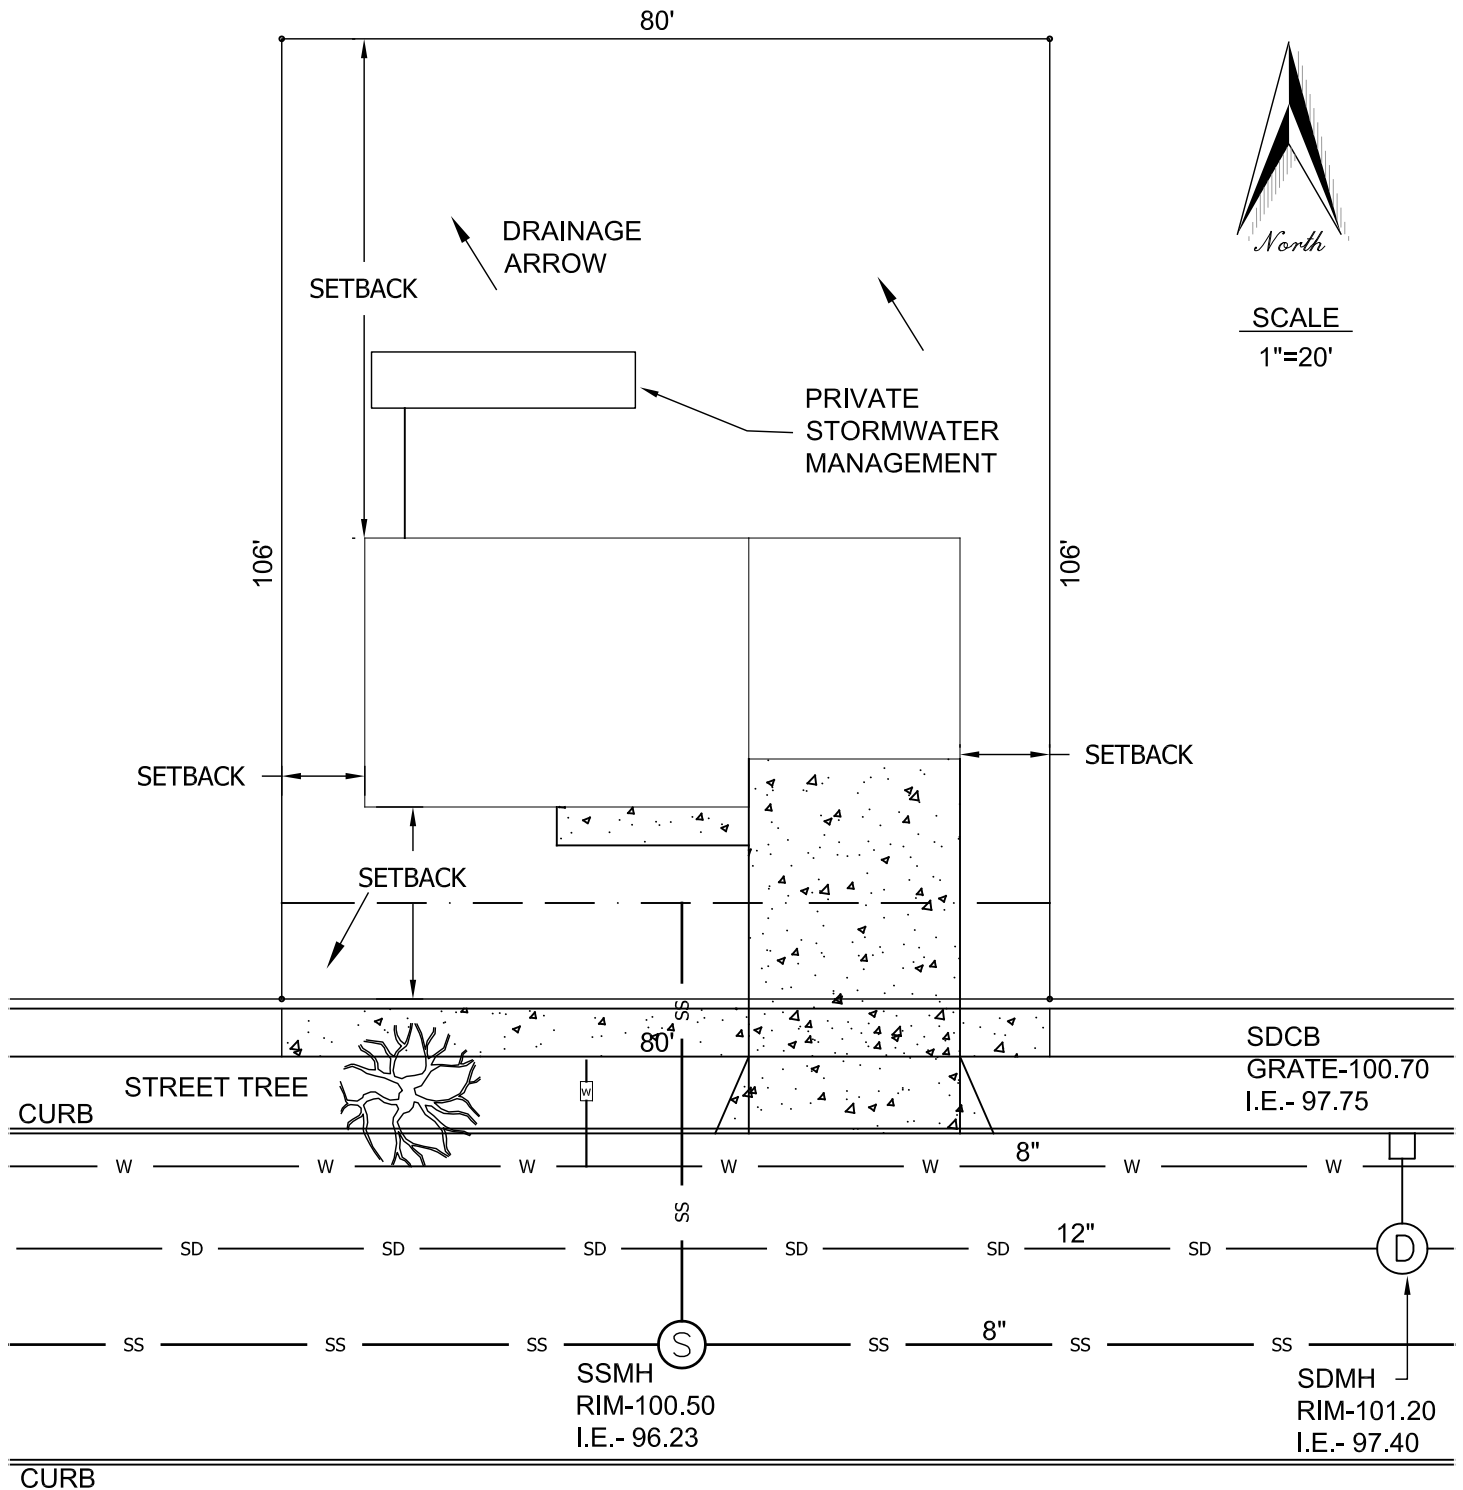 80'
North
SCALE
1"=20'
DRAINAGE
ARROW
SETBACK
PRIVATE
STORMWATER
MANAGEMENT
106'
106'
SETBACK
SETBACK
SETBACK
SS
80'
SDCB
GRATE-100.70
I.E.- 97.75
STREET TREE
CURB
W
8"
W W W W W W W
SS
12"
SD SD SD SD SD SD
D
8"
SS SS SS S SS SS SS
SSMH
RIM-100.50
I.E.- 96.23
SDMH
RIM-101.20
I.E.- 97.40
CURB